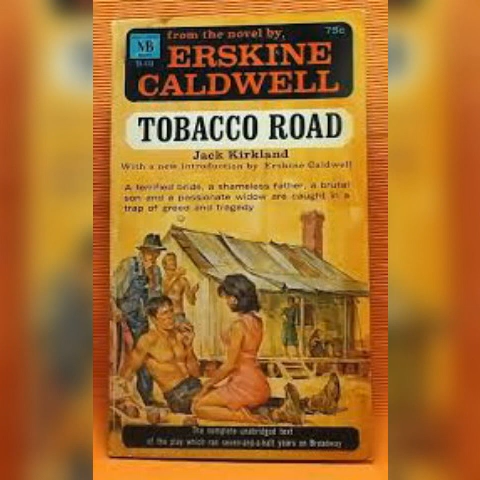 from the novel by,
75c
NB
ERSKINE
CALDWELL
TOBACCO ROAD
Jack Kirkland
With a new introduction by Erskine Caldwell
A terrified bride, a shameless father, a brutal
son and a passionate widow are caught in a
trap of greed and tragedy
The complete unabridged text
of the play which ran seven-and-a-half years on Broadway